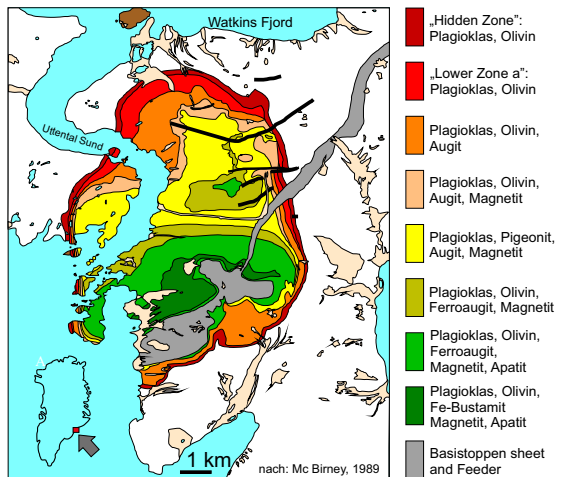 Watkins Fjord
Uttental Sund
A
1 km
nach: Mc Birney, 1989
„Hidden Zone”:
Plagioklas, Olivin
„Lower Zone a”:
Plagioklas, Olivin
Plagioklas, Olivin,
Augit
Plagioklas, Olivin,
Augit, Magnetit
Plagioklas, Pigeonit,
Augit, Magnetit
Plagioklas, Olivin,
Ferroaugit, Magnetit
Plagioklas, Olivin,
Ferroaugit,
Magnetit, Apatit
Plagioklas, Olivin,
Fe-Bustamit
Magnetit, Apatit
Basistoppen sheet
and Feeder